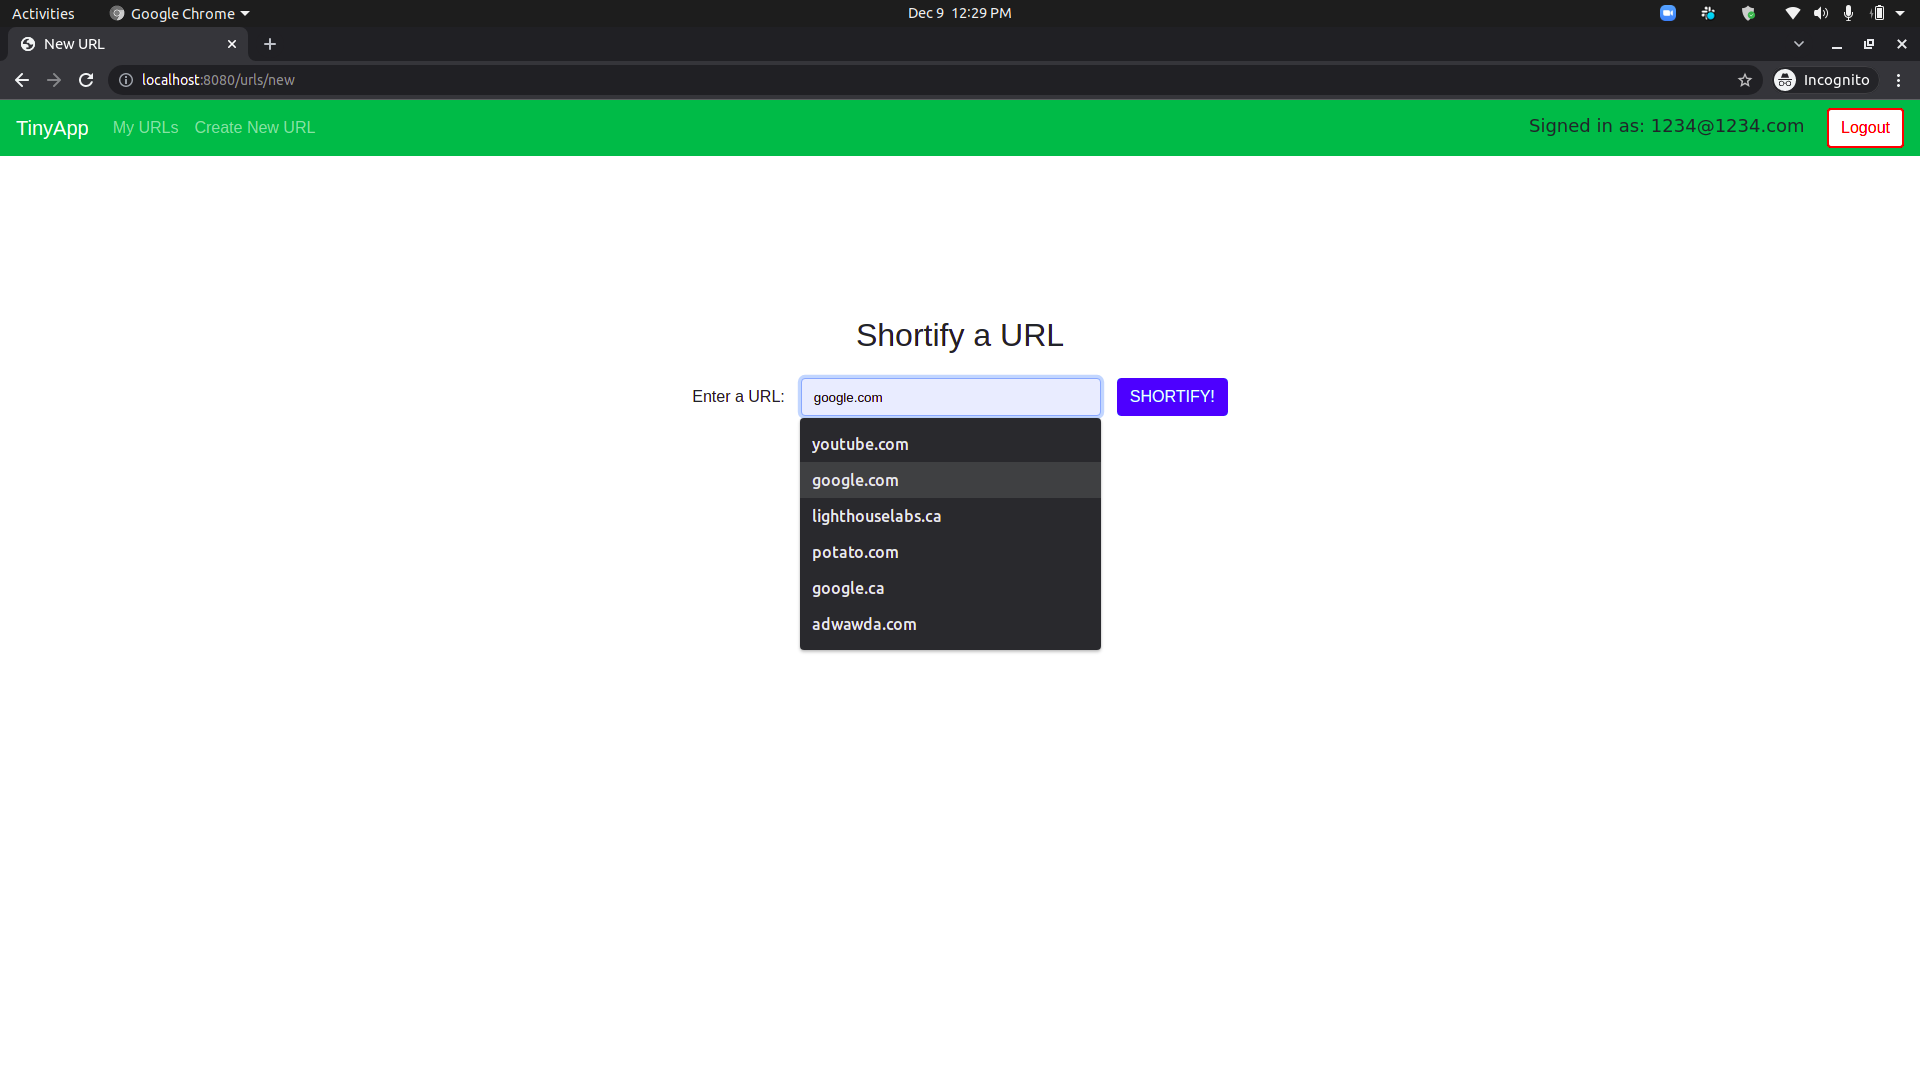 Activities Google Chrome Dec 9 12:29 PM
New URL
localhost:8080/urls/new Incognito
TinyApp My URLs Create New URL Signed in as: 1234@1234.com Logout
Shortify a URL
Enter a URL: google.com SHORTIFY!
youtube.com
google.com
lighthouselabs.ca
potato.com
google.ca
adwawda.com